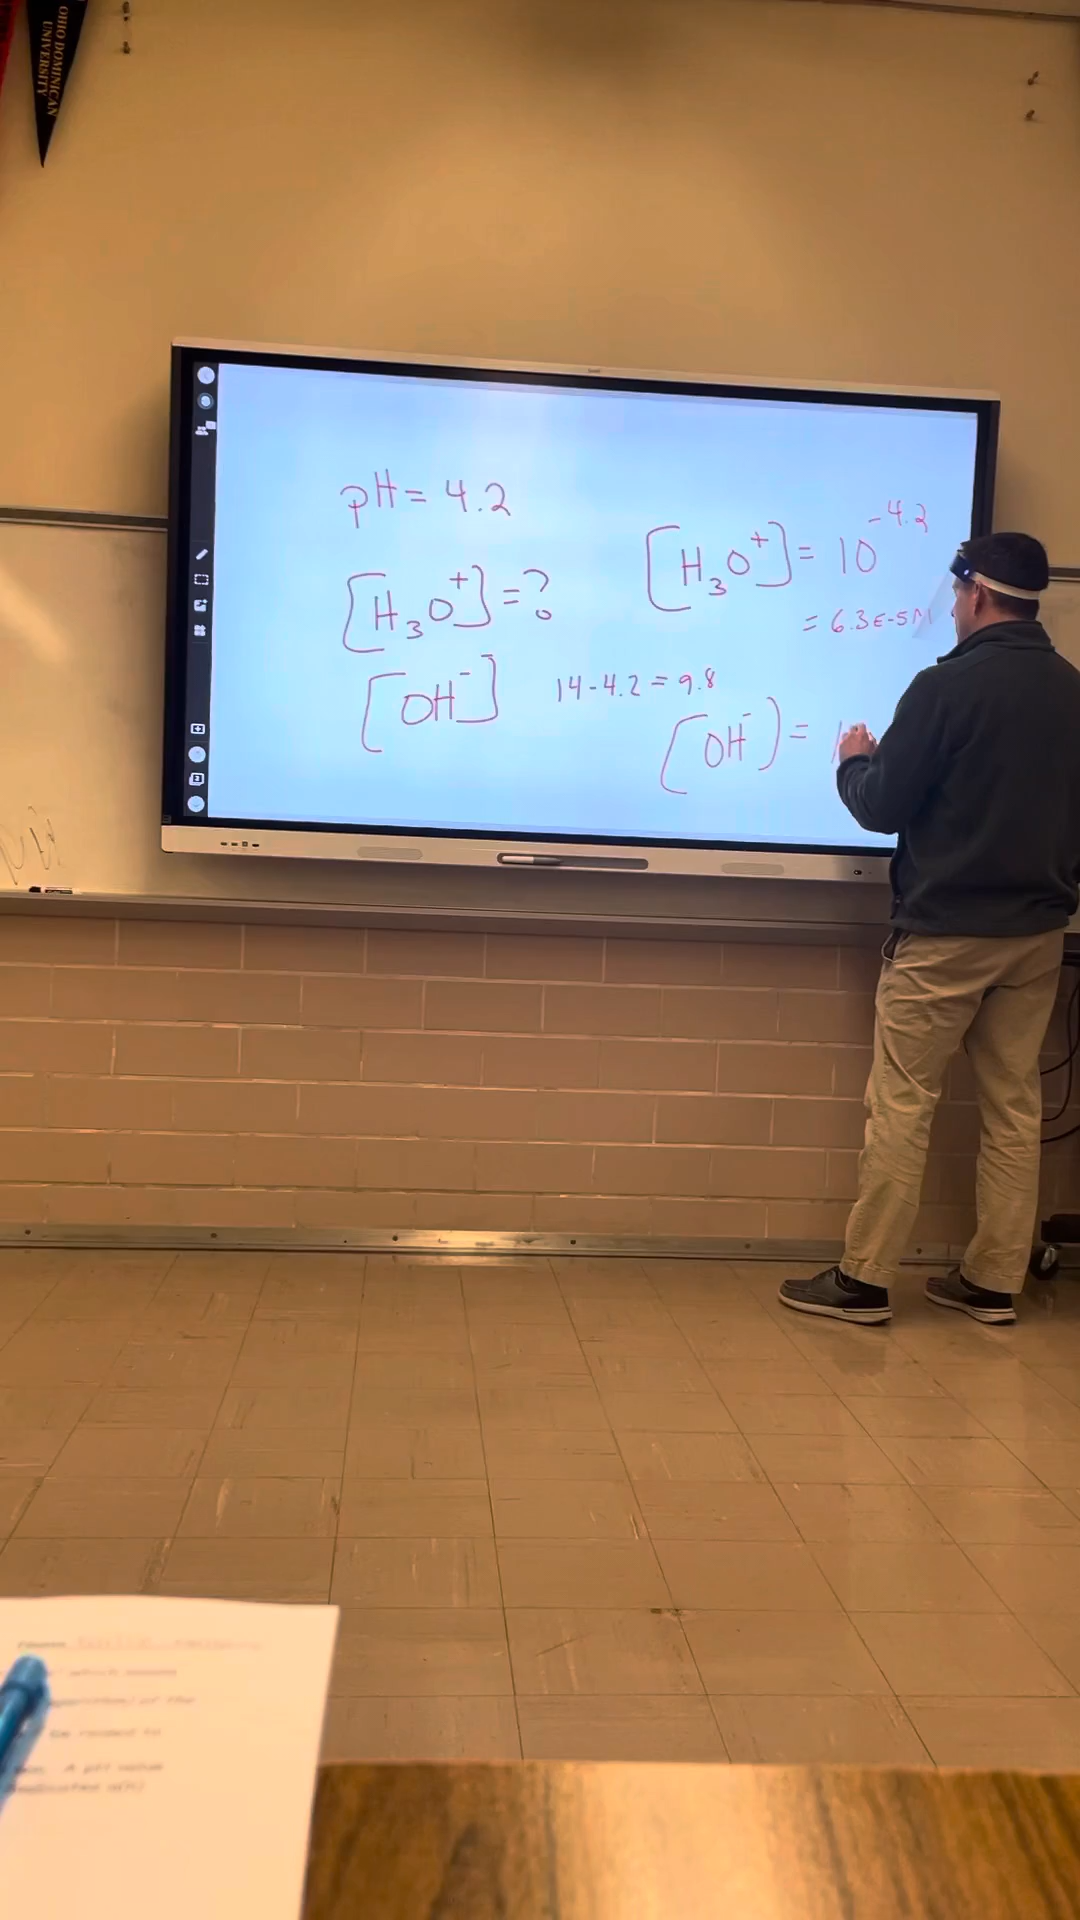 OHIO DOMINICAN
UNIVERSITY
pH = 4.2
[H₃O⁺] = ?
[OH⁻]
14 - 4.2 = 9.8
[H₃O⁺] = 10⁻⁴·²
= 6.3E-5M
[OH⁻) =